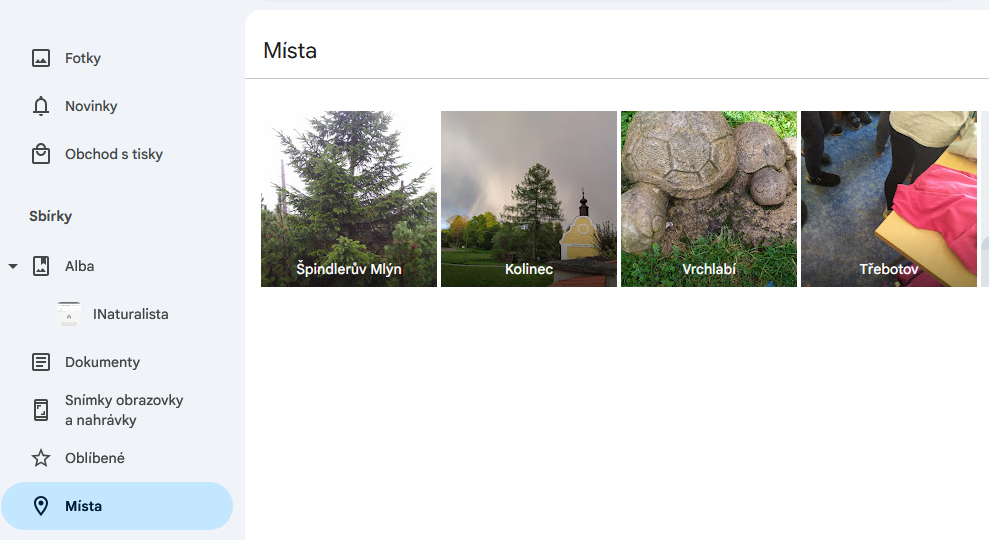 Fotky
Novinky
Obchod s tisky
Sbírky
Alba
INaturalista
Dokumenty
Snímky obrazovky
a nahrávky
Oblíbené
Místa
Místa
Špindlerův Mlýn
Kolinec
Vrchlabí
Třebotov